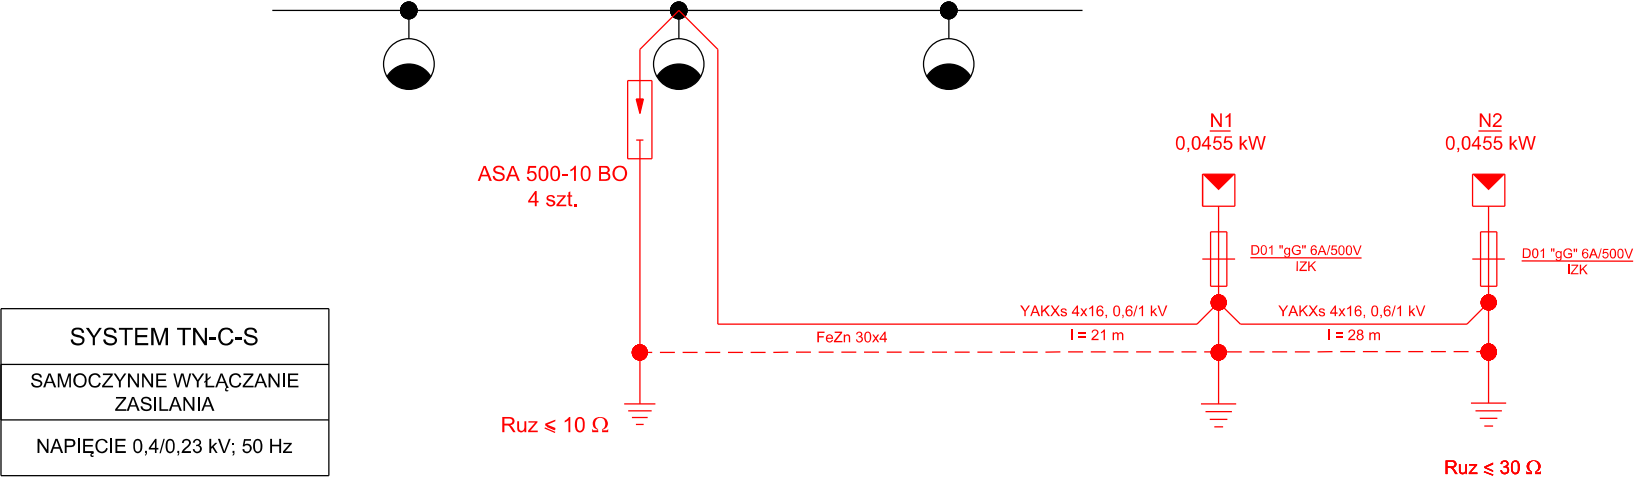 N1
0,0455 kW
N2
0,0455 kW
ASA 500-10 BO
4 szt.
D01 "gG" 6A/500V
IZK
D01 "gG" 6A/500V
IZK
YAKXs 4x16, 0,6/1 kV
l = 21 m
YAKXs 4x16, 0,6/1 kV
l = 28 m
FeZn 30x4
SYSTEM TN-C-S
SAMOCZYNNE WYŁĄCZANIE
ZASILANIA
NAPIĘCIE 0,4/0,23 kV; 50 Hz
Ruz ⩽ 10 Ω
Ruz ⩽ 30 Ω